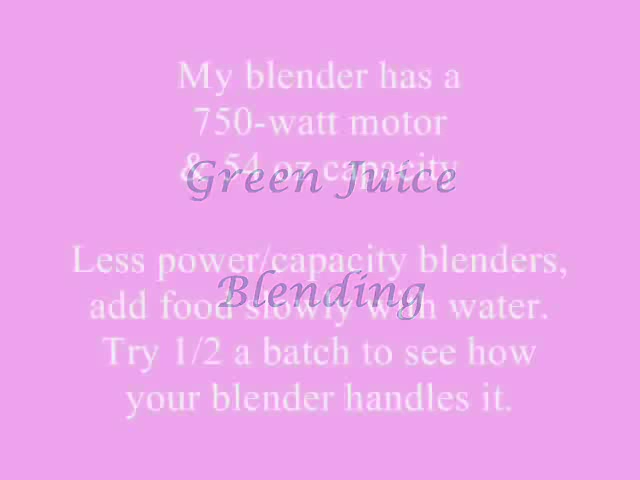 My blender has a
750-watt motor
& 54 oz capacity
Green Juice
Less power/capacity blenders,
Blending
add food slowly with water.
Try 1/2 a batch to see how
your blender handles it.